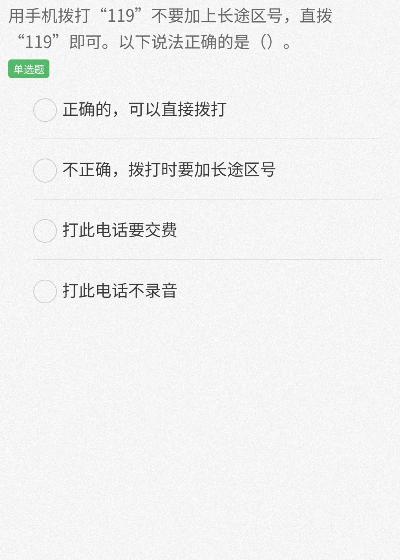 用手机拨打“119”不要加上长途区号，直拨
“119”即可。以下说法正确的是（）。
单选题
正确的，可以直接拨打
不正确，拨打时要加长途区号
打此电话要交费
打此电话不录音